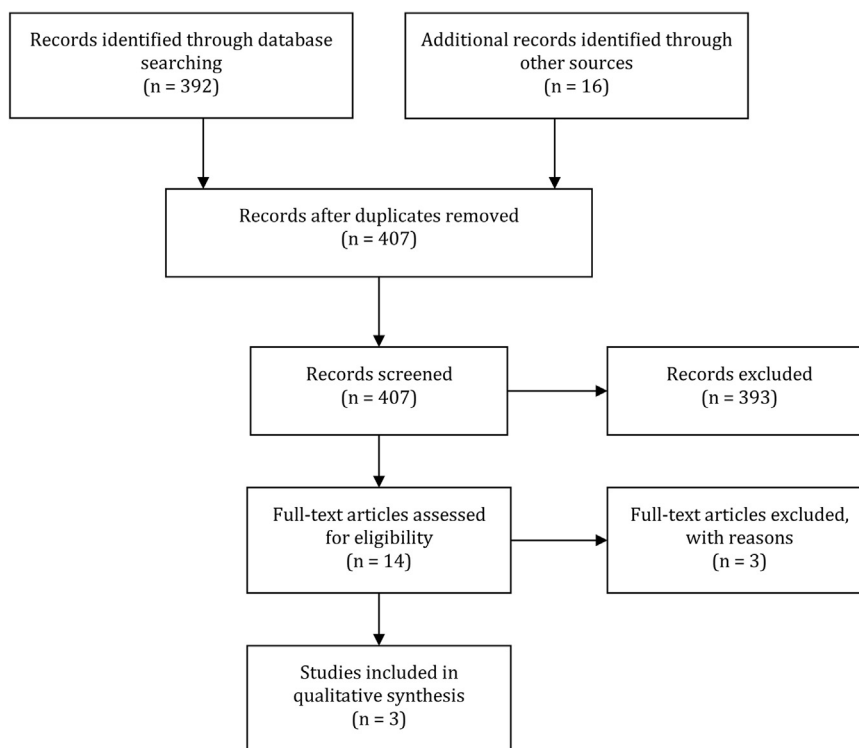 Records identified through database
searching
(n = 392)
Additional records identified through
other sources
(n = 16)
Records after duplicates removed
(n = 407)
Records screened
(n = 407)
Records excluded
(n = 393)
Full-text articles assessed
for eligibility
(n = 14)
Full-text articles excluded,
with reasons
(n = 3)
Studies included in
qualitative synthesis
(n = 3)